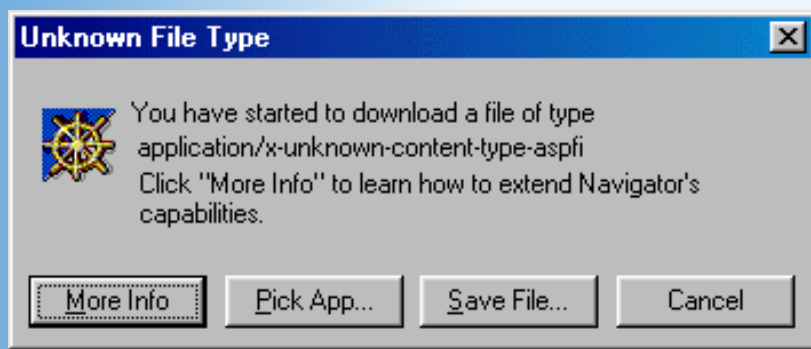 Unknown File Type
You have started to download a file of type
application/x-unknown-content-type-aspfi
Click "More Info" to learn how to extend Navigator's
capabilities.
More Info Pick App... Save File... Cancel